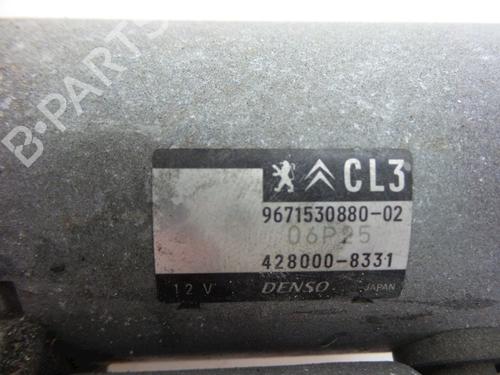 B-PARTS
CL3
9671530880-02
06P25
428000-8331
12 V DENSO JAPAN